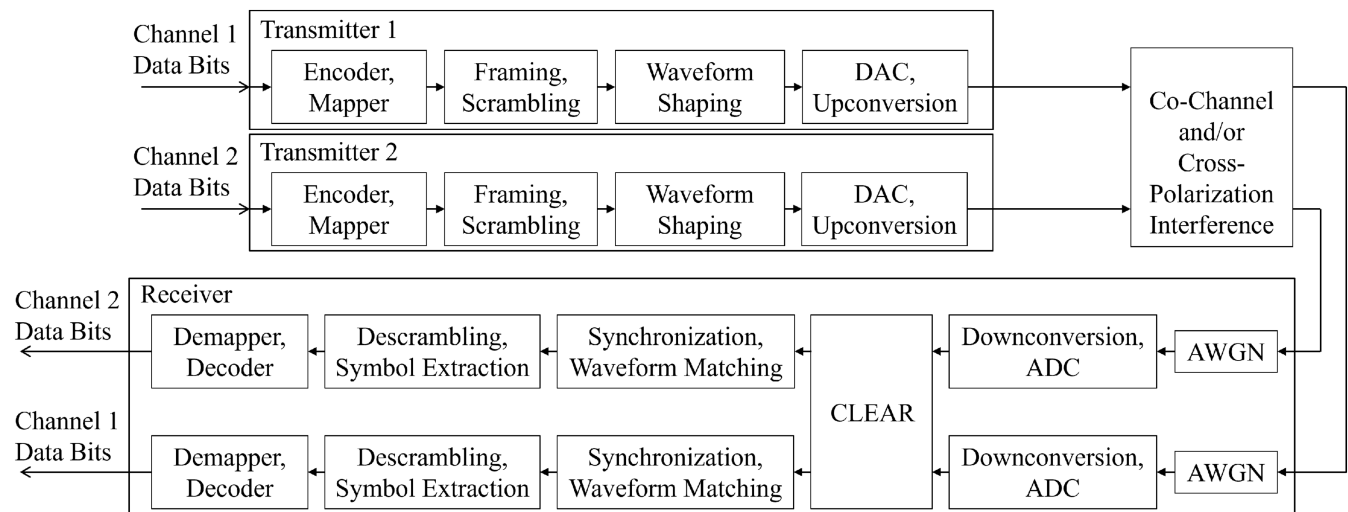 Channel 1
Data Bits
Transmitter 1
Encoder,
Mapper
Framing,
Scrambling
Waveform
Shaping
DAC,
Upconversion
Channel 2
Data Bits
Transmitter 2
Encoder,
Mapper
Framing,
Scrambling
Waveform
Shaping
DAC,
Upconversion
Co-Channel
and/or
Cross-
Polarization
Interference
Receiver
Channel 2
Data Bits
Demapper,
Decoder
Descrambling,
Symbol Extraction
Synchronization,
Waveform Matching
CLEAR
Downconversion,
ADC
AWGN
Channel 1
Data Bits
Demapper,
Decoder
Descrambling,
Symbol Extraction
Synchronization,
Waveform Matching
Downconversion,
ADC
AWGN